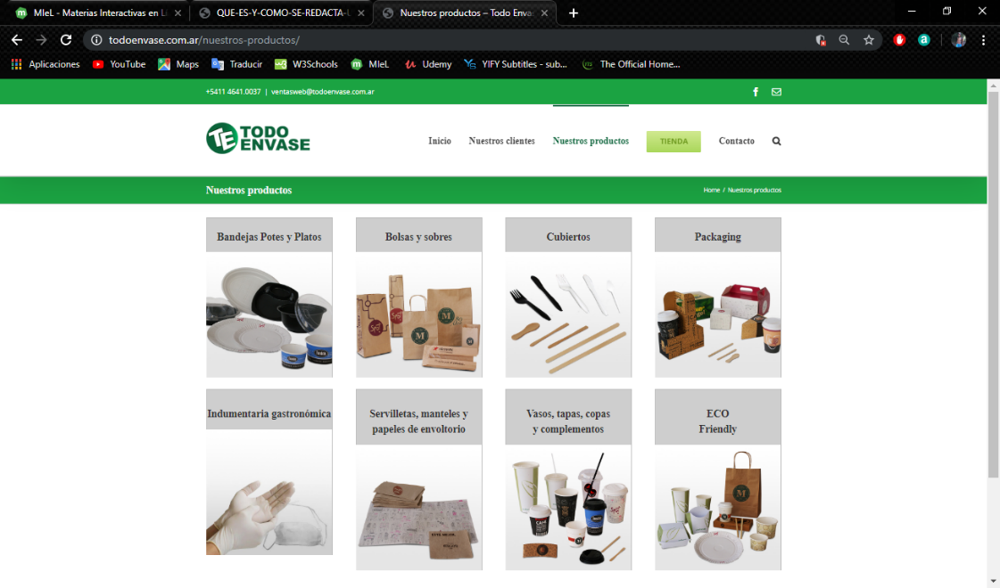 MIeL - Materias Interactivas en Lí
QUE-ES-Y-COMO-SE-REDACTA-U
Nuestros productos – Todo Envas
todoenvase.com.ar/nuestros-productos/
Aplicaciones
YouTube
Maps
Traducir
W3Schools
MIeL
Udemy
YIFY Subtitles - sub...
The Official Home...
+5411 4641.0037 | ventasweb@todoenvase.com.ar
TODO
ENVASE
Inicio
Nuestros clientes
Nuestros productos
TIENDA
Contacto
Nuestros productos
Home / Nuestros productos
Bandejas Potes y Platos
Bolsas y sobres
Cubiertos
Packaging
Indumentaria gastronómica
Servilletas, manteles y
papeles de envoltorio
Vasos, tapas, copas
y complementos
ECO
Friendly